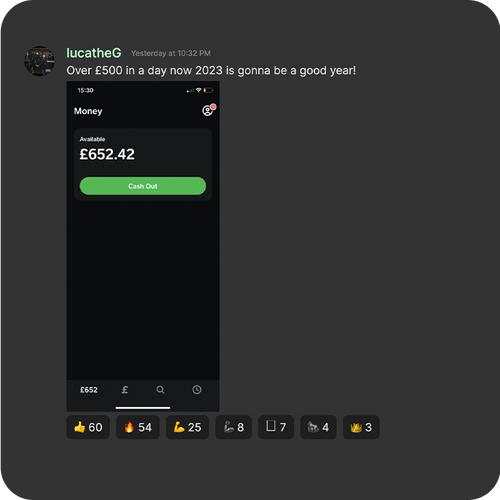 lucatheG Yesterday at 10:32 PM
Over £500 in a day now 2023 is gonna be a good year!
15:30
Money
Available
£652.42
Cash Out
£652 £
60 54 25 8 7 4 3